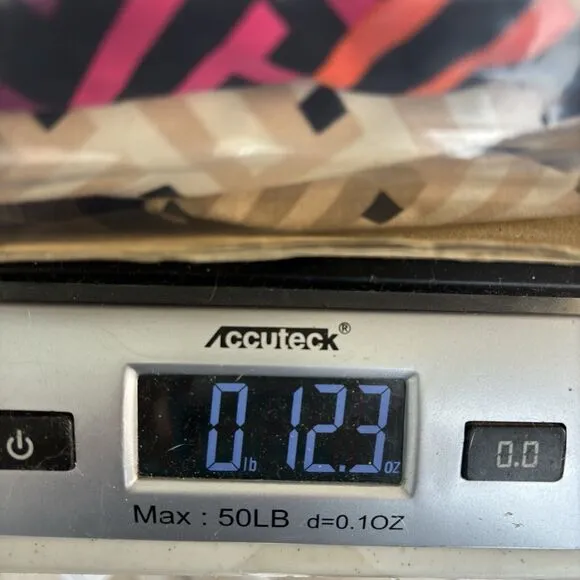 Accuteck®
0 lb 12.3 oz
0.0
Max : 50LB d=0.1OZ